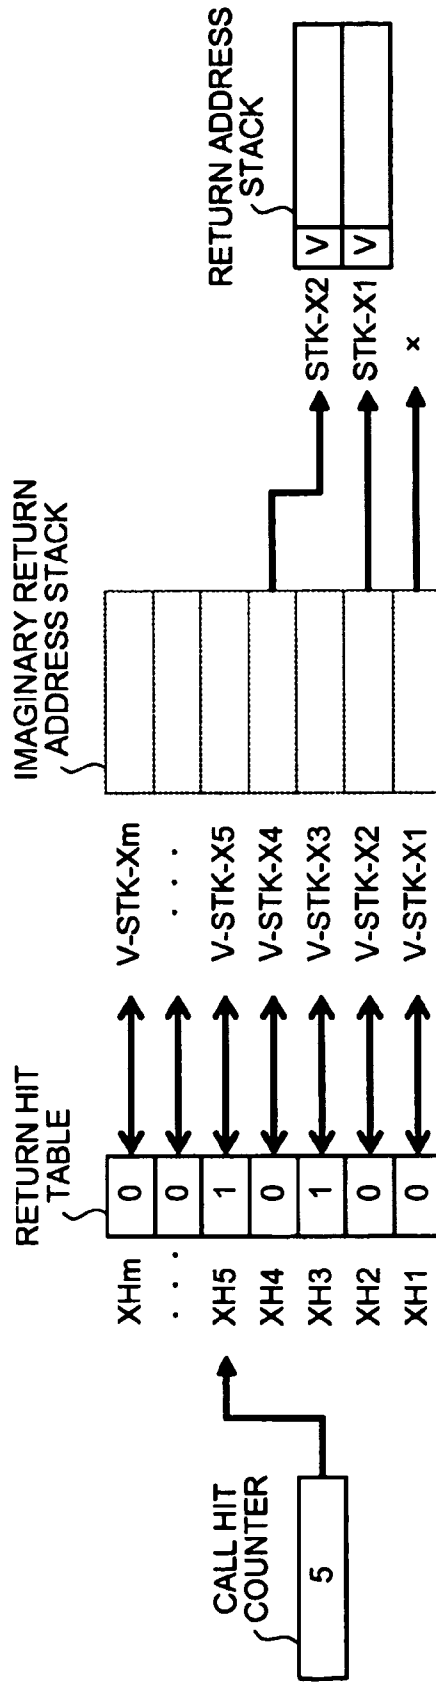 CALL HIT
COUNTER
5
RETURN HIT
TABLE
XHm 0
. . . 0
XH5 1
XH4 0
XH3 1
XH2 0
XH1 0
V-STK-Xm
. . .
V-STK-X5
V-STK-X4
V-STK-X3
V-STK-X2
V-STK-X1
IMAGINARY RETURN
ADDRESS STACK
RETURN ADDRESS
STACK
STK-X2 V
STK-X1 V
x